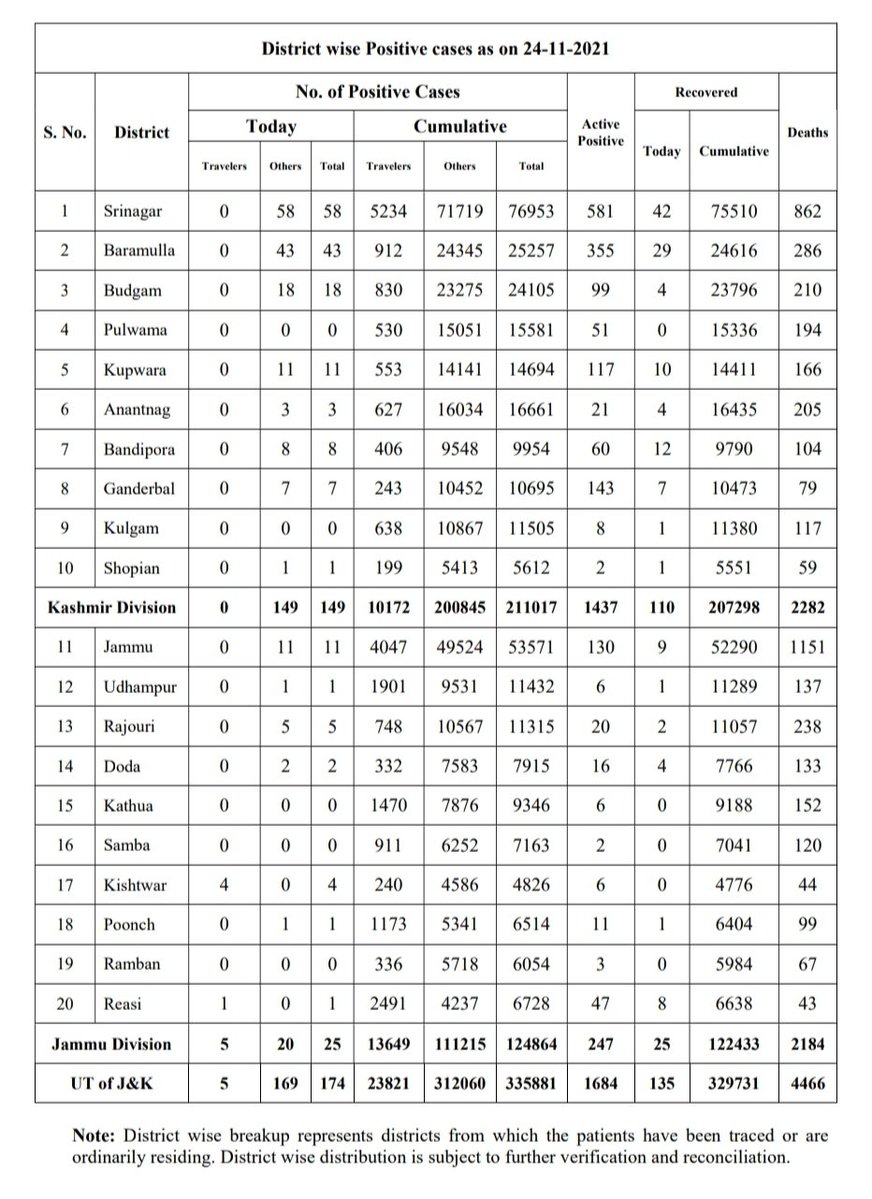 District wise Positive cases as on 24-11-2021
S. No. District No. of Positive Cases Active Positive Recovered Deaths
Today Cumulative Today Cumulative
Travelers Others Total Travelers Others Total
1 Srinagar 0 58 58 5234 71719 76953 581 42 75510 862
2 Baramulla 0 43 43 912 24345 25257 355 29 24616 286
3 Budgam 0 18 18 830 23275 24105 99 4 23796 210
4 Pulwama 0 0 0 530 15051 15581 51 0 15336 194
5 Kupwara 0 11 11 553 14141 14694 117 10 14411 166
6 Anantnag 0 3 3 627 16034 16661 21 4 16435 205
7 Bandipora 0 8 8 406 9548 9954 60 12 9790 104
8 Ganderbal 0 7 7 243 10452 10695 143 7 10473 79
9 Kulgam 0 0 0 638 10867 11505 8 1 11380 117
10 Shopian 0 1 1 199 5413 5612 2 1 5551 59
Kashmir Division 0 149 149 10172 200845 211017 1437 110 207298 2282
11 Jammu 0 11 11 4047 49524 53571 130 9 52290 1151
12 Udhampur 0 1 1 1901 9531 11432 6 1 11289 137
13 Rajouri 0 5 5 748 10567 11315 20 2 11057 238
14 Doda 0 2 2 332 7583 7915 16 4 7766 133
15 Kathua 0 0 0 1470 7876 9346 6 0 9188 152
16 Samba 0 0 0 911 6252 7163 2 0 7041 120
17 Kishtwar 4 0 4 240 4586 4826 6 0 4776 44
18 Poonch 0 1 1 1173 5341 6514 11 1 6404 99
19 Ramban 0 0 0 336 5718 6054 3 0 5984 67
20 Reasi 1 0 1 2491 4237 6728 47 8 6638 43
Jammu Division 5 20 25 13649 111215 124864 247 25 122433 2184
UT of J&K 5 169 174 23821 312060 335881 1684 135 329731 4466
Note: District wise breakup represents districts from which the patients have been traced or are
ordinarily residing. District wise distribution is subject to further verification and reconciliation.